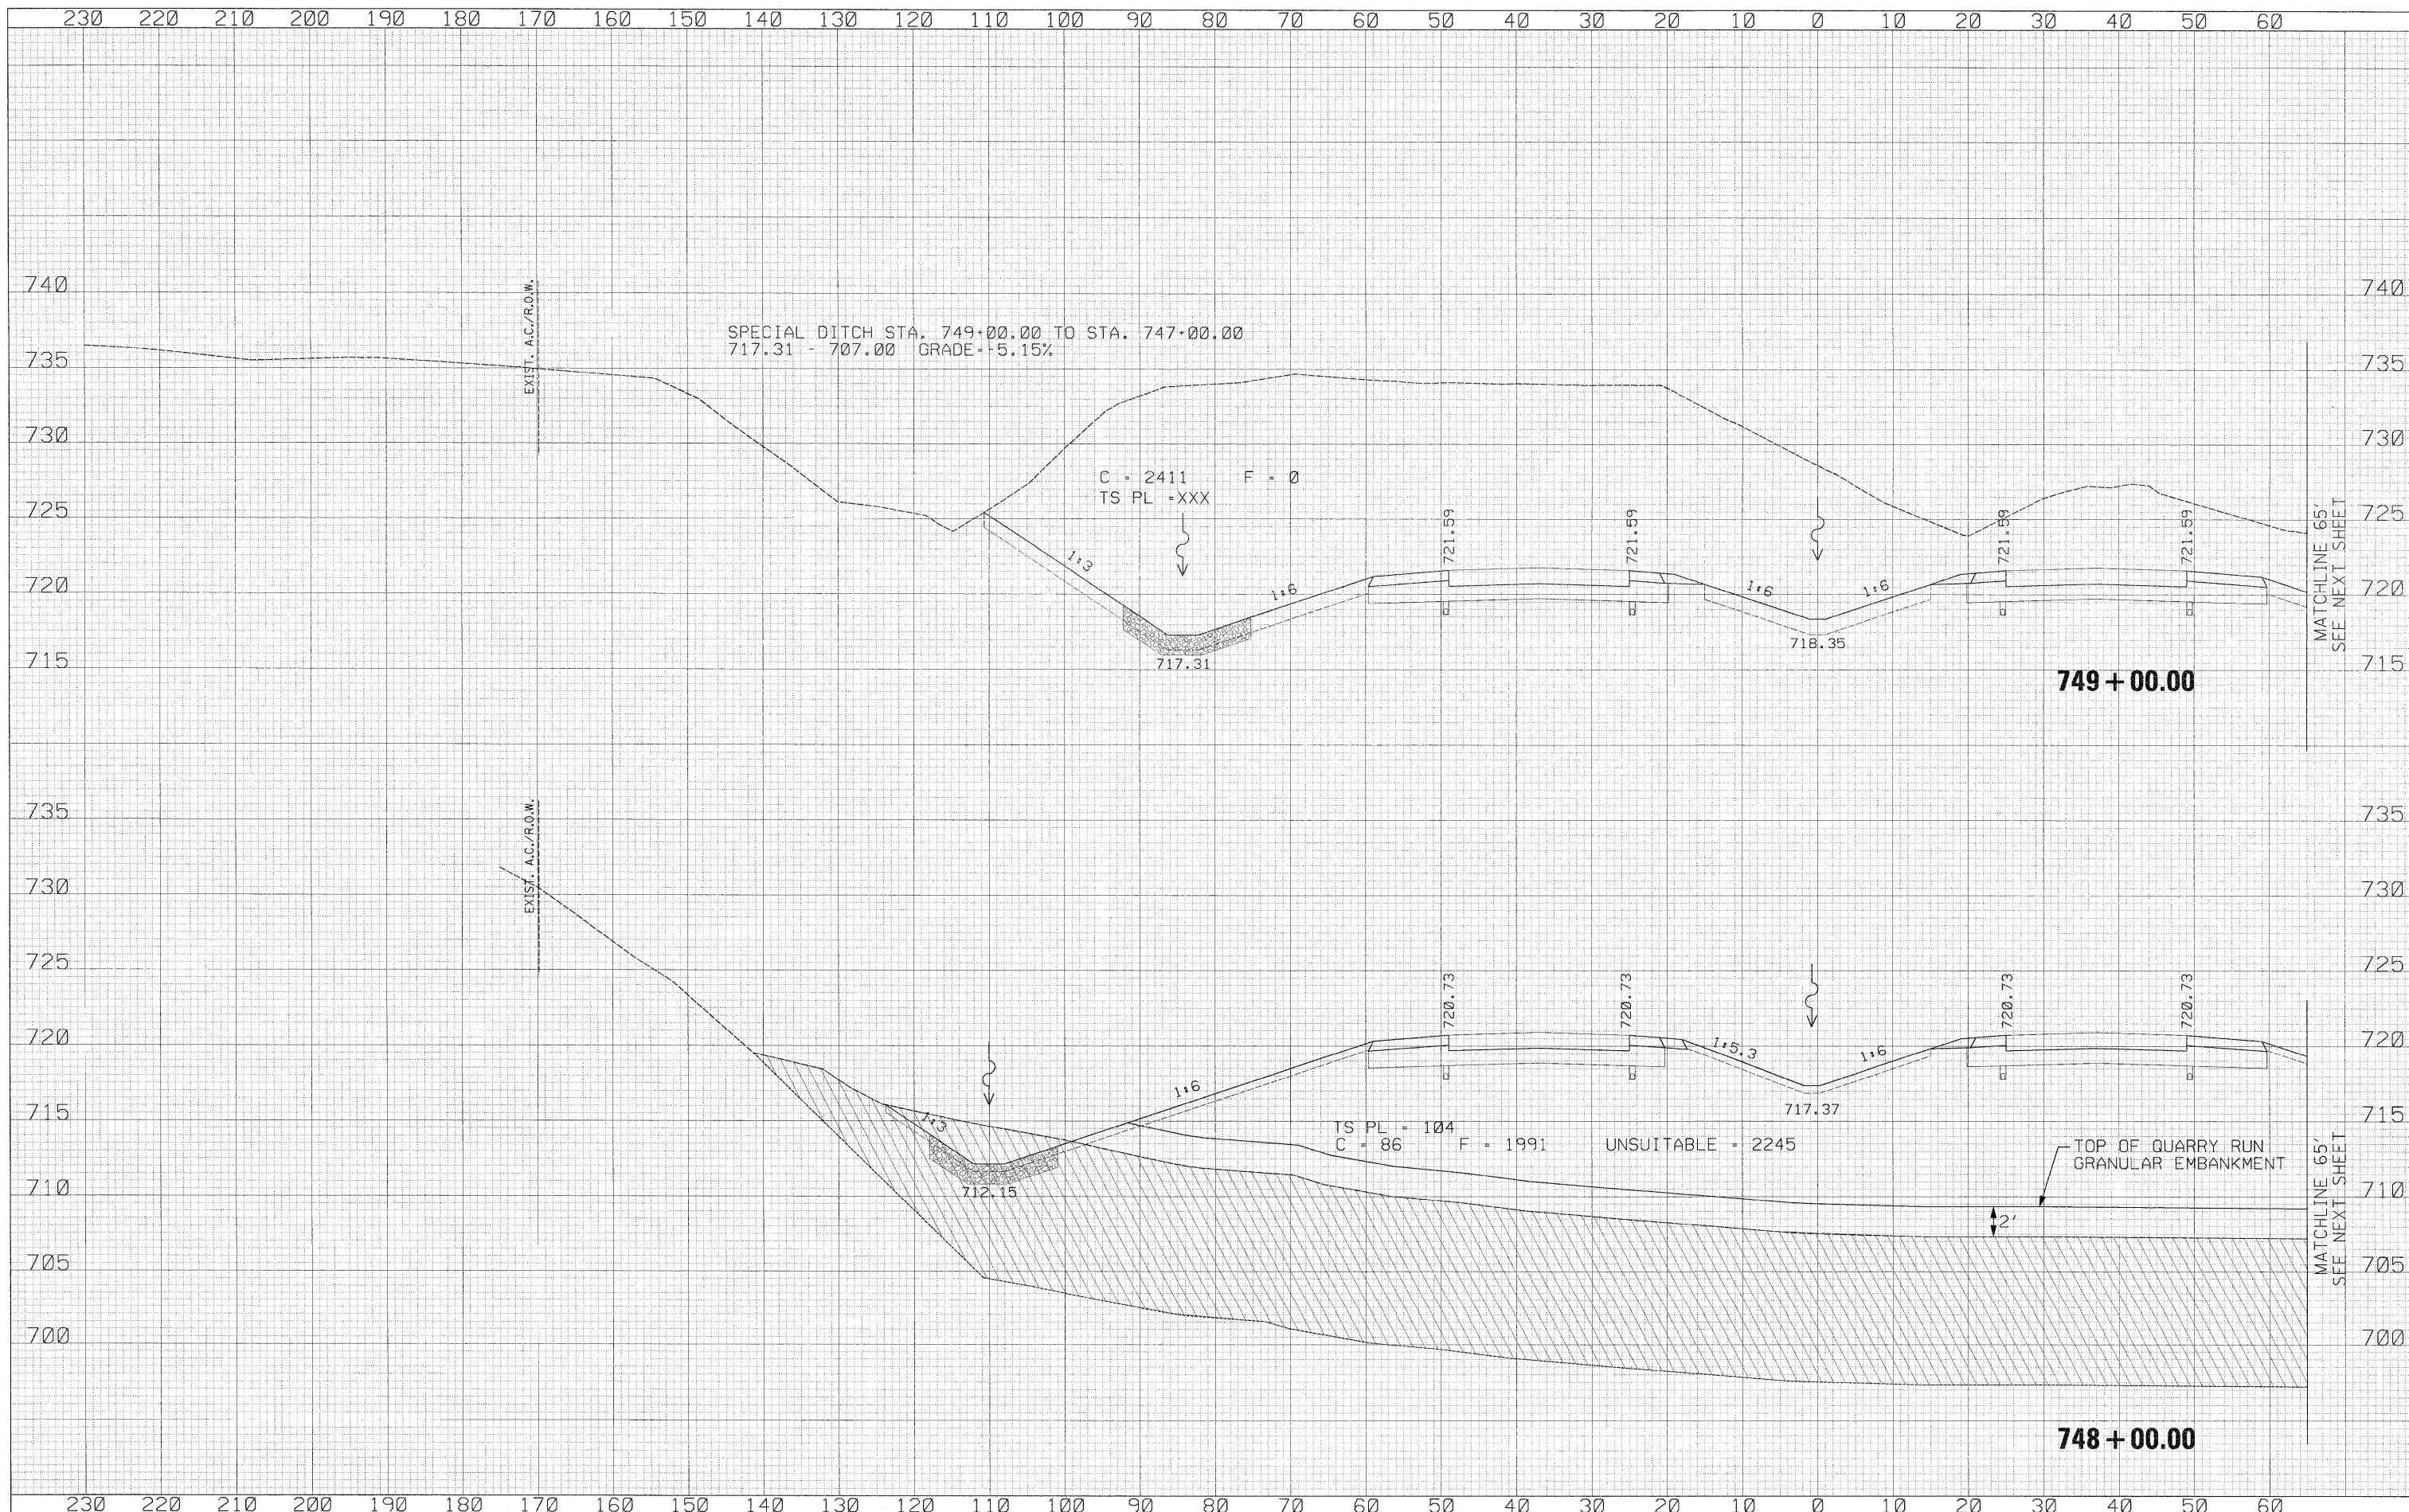 230 220 210 200 190 180 170 160 150 140 130 120 110 100 90 80 70 60 50 40 30 20 10 0 10 20 30 40 50 60
740 740
EXIST. A.C./R.O.W.
SPECIAL DITCH STA. 749+00.00 TO STA. 747+00.00
717.31 - 707.00 GRADE=-5.15%
735 735
730 730
C = 2411 F = 0
TS PL =XXX
725 725
721.59 721.59 721.59 721.59
MATCHLINE 65'
SEE NEXT SHEET
1:3 1:6 1:6 1:6
720 720
717.31
718.35
715 715
749+00.00
735 735
EXIST. A.C./R.O.W.
730 730
725 725
720.73 720.73 720.73 720.73
720 720
1:3 1:6 1:5.3 1:6
715 715
717.37
TS PL = 104
C = 86 F = 1991 UNSUITABLE = 2245
TOP OF QUARRY RUN
GRANULAR EMBANKMENT
MATCHLINE 65'
SEE NEXT SHEET
712.15
710 710
2'
705 705
700 700
748+00.00
230 220 210 200 190 180 170 160 150 140 130 120 110 100 90 80 70 60 50 40 30 20 10 0 10 20 30 40 50 60